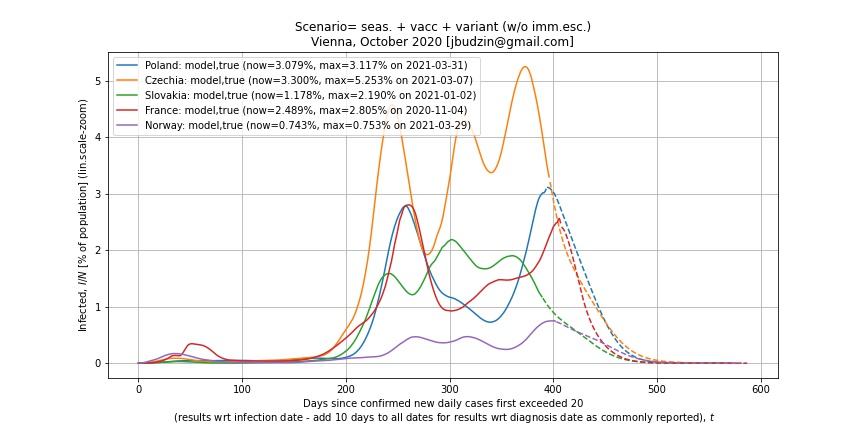 Scenario= seas. + vacc + variant (w/o imm.esc.)
Vienna, October 2020 [jbudzin@gmail.com]
Poland: model,true (now=3.079%, max=3.117% on 2021-03-31)
Czechia: model,true (now=3.300%, max=5.253% on 2021-03-07)
Slovakia: model,true (now=1.178%, max=2.190% on 2021-01-02)
France: model,true (now=2.489%, max=2.805% on 2020-11-04)
Norway: model,true (now=0.743%, max=0.753% on 2021-03-29)
Infected, I/N [% of population] (lin.scale-zoom)
5
4
3
2
1
0
0 100 200 300 400 500 600
Days since confirmed new daily cases first exceeded 20
(results wrt infection date - add 10 days to all dates for results wrt diagnosis date as commonly reported), t